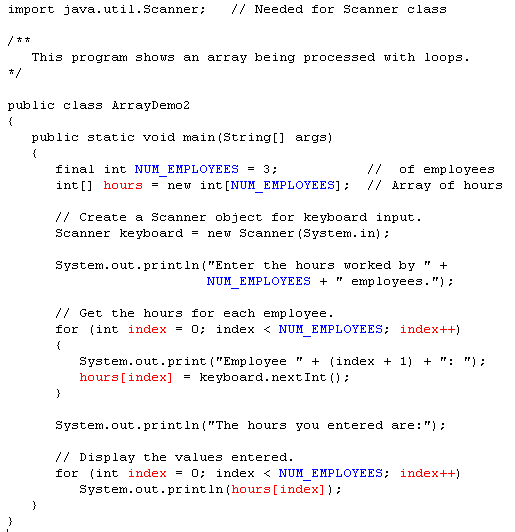 import java.util.Scanner;   // Needed for Scanner class

/**
   This program shows an array being processed with loops.
*/

public class ArrayDemo2
{
   public static void main(String[] args)
   {
      final int NUM_EMPLOYEES = 3;           //  of employees
      int[] hours = new int[NUM_EMPLOYEES];  // Array of hours

      // Create a Scanner object for keyboard input.
      Scanner keyboard = new Scanner(System.in);

      System.out.println("Enter the hours worked by " +
                         NUM_EMPLOYEES + " employees.");

      // Get the hours for each employee.
      for (int index = 0; index < NUM_EMPLOYEES; index++)
      {
         System.out.print("Employee " + (index + 1) + ": ");
         hours[index] = keyboard.nextInt();
      }

      System.out.println("The hours you entered are:");

      // Display the values entered.
      for (int index = 0; index < NUM_EMPLOYEES; index++)
         System.out.println(hours[index]);
   }
}